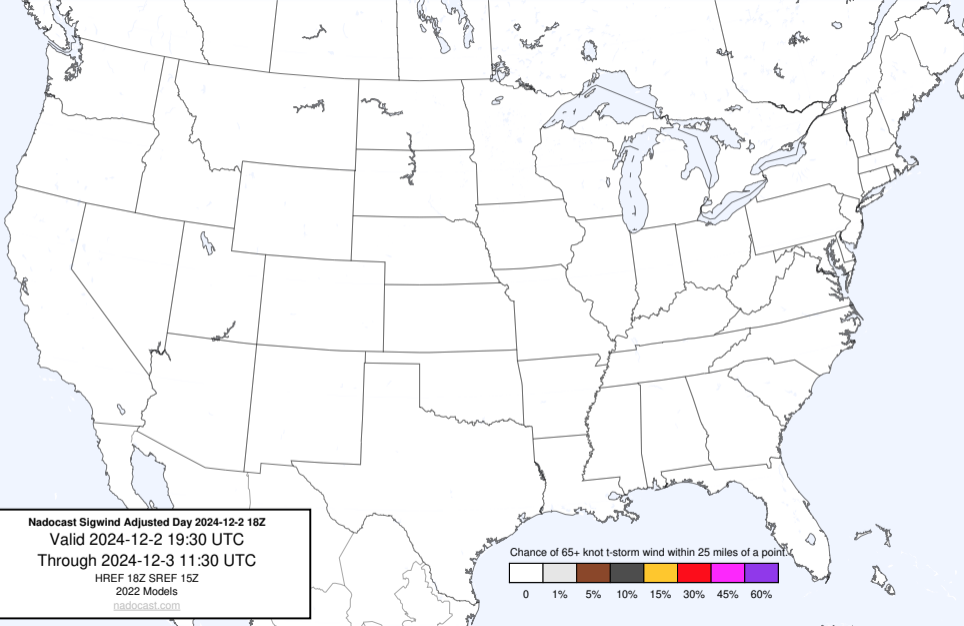 Nadocast Sigwind Adjusted Day 2024-12-2 18Z
Valid 2024-12-2 19:30 UTC
Through 2024-12-3 11:30 UTC
HREF 18Z SREF 15Z
2022 Models
nadocast.com
Chance of 65+ knot t-storm wind within 25 miles of a point.
0 1% 5% 10% 15% 30% 45% 60%